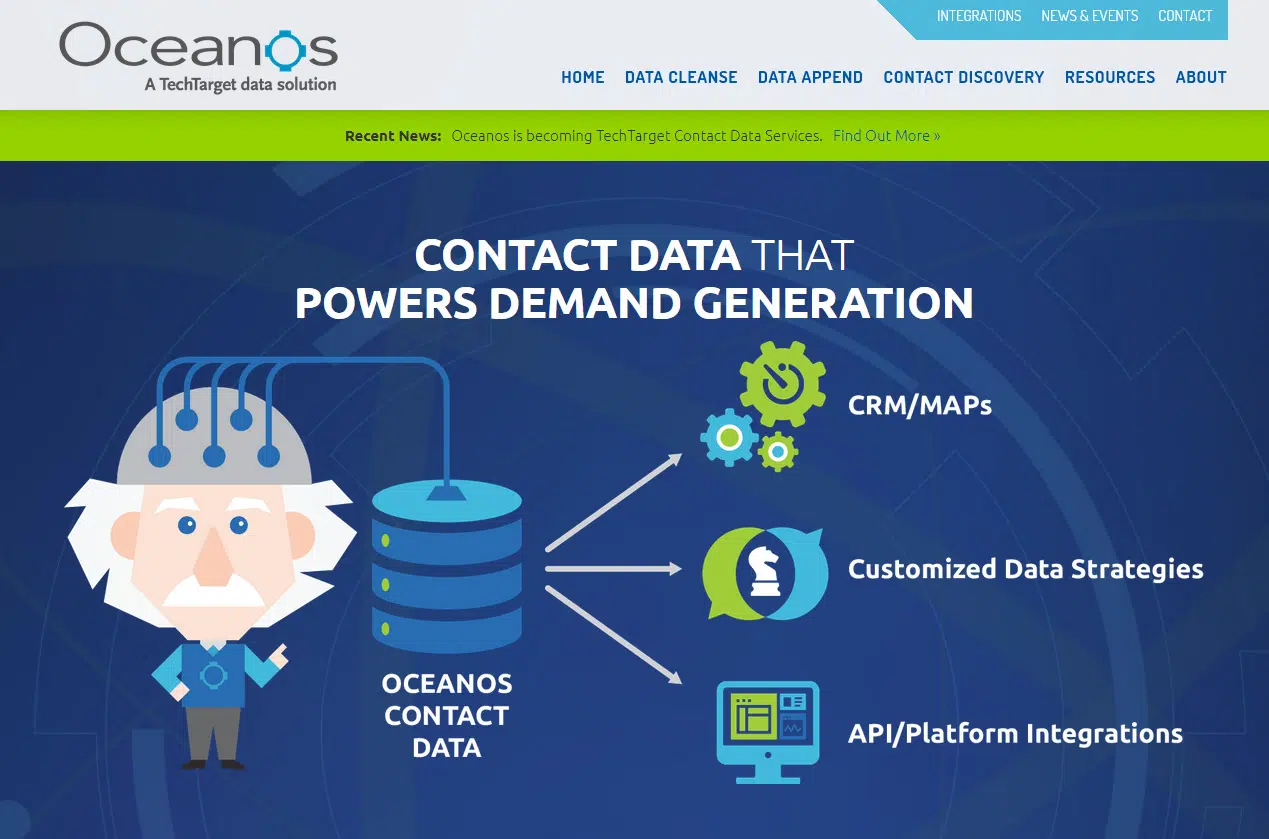 Oceanos
A TechTarget data solution
INTEGRATIONS NEWS & EVENTS CONTACT
HOME DATA CLEANSE DATA APPEND CONTACT DISCOVERY RESOURCES ABOUT
Recent News: Oceanos is becoming TechTarget Contact Data Services. Find Out More »
CONTACT DATA THAT
POWERS DEMAND GENERATION
CRM/MAPs
Customized Data Strategies
API/Platform Integrations
OCEANOS
CONTACT
DATA